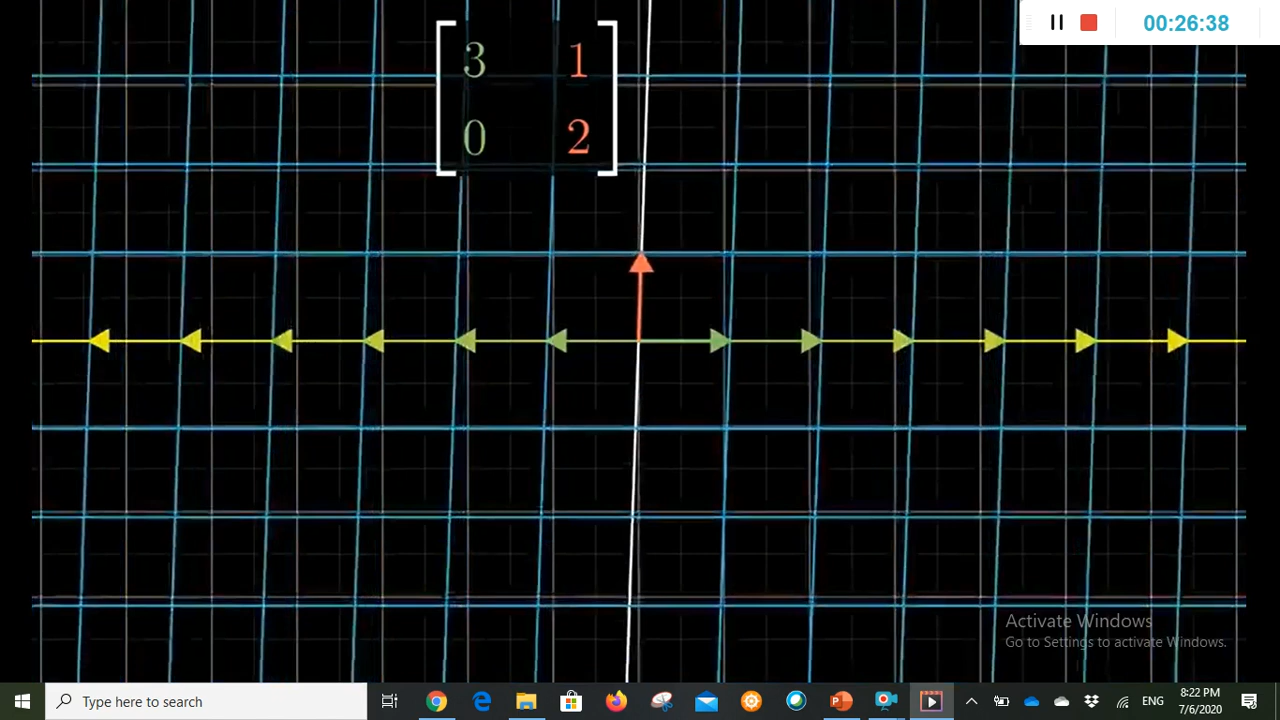 00:26:38
3 1
0 2
Activate Windows
Go to Settings to activate Windows.
Type here to search
ENG
8:22 PM
7/6/2020